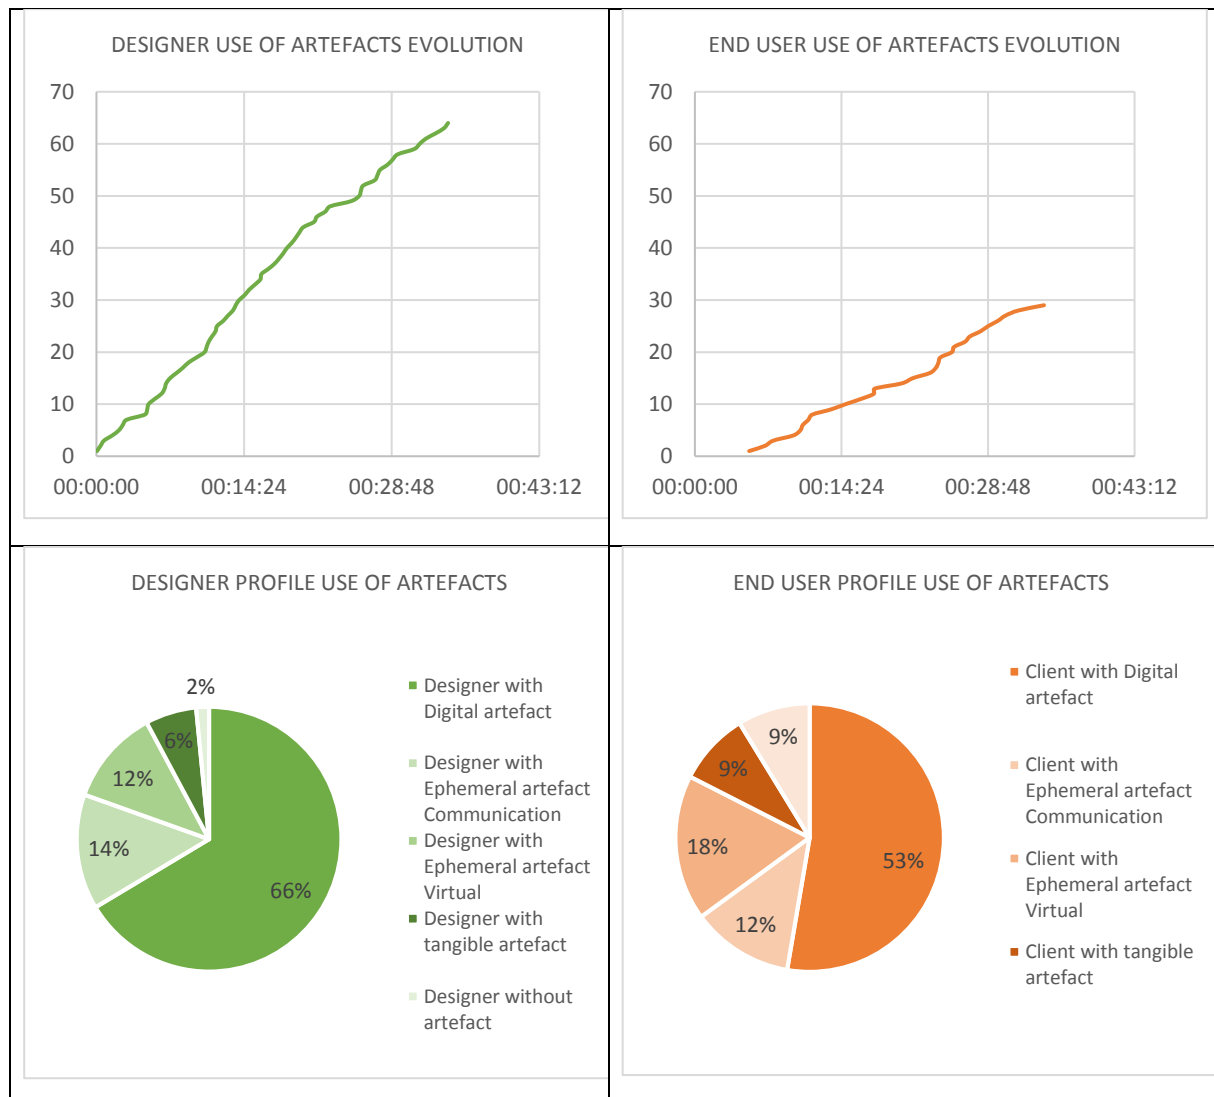 DESIGNER USE OF ARTEFACTS EVOLUTION
70
60
50
40
30
20
10
0
00:00:00 00:14:24 00:28:48 00:43:12
END USER USE OF ARTEFACTS EVOLUTION
70
60
50
40
30
20
10
0
00:00:00 00:14:24 00:28:48 00:43:12
DESIGNER PROFILE USE OF ARTEFACTS
2%
6%
12%
14%
66%
Designer with
Digital artefact
Designer with
Ephemeral artefact
Communication
Designer with
Ephemeral artefact
Virtual
Designer with
tangible artefact
Designer without
artefact
END USER PROFILE USE OF ARTEFACTS
9%
9%
18%
12%
53%
Client with Digital
artefact
Client with
Ephemeral artefact
Communication
Client with
Ephemeral artefact
Virtual
Client with tangible
artefact